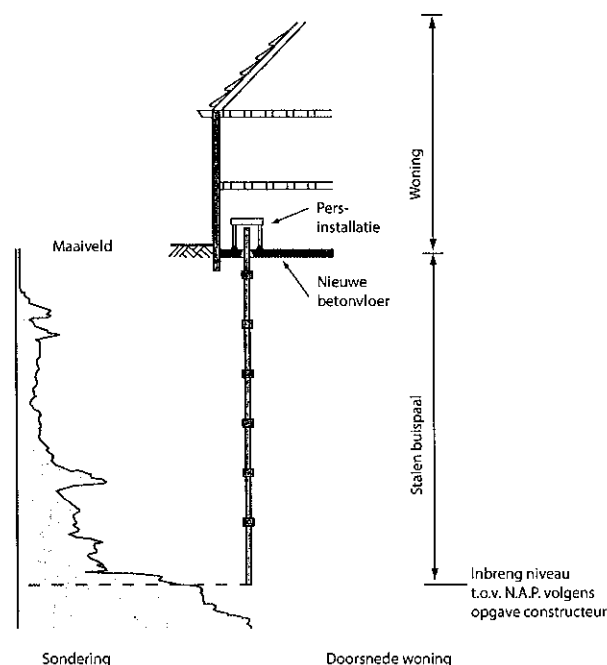 Woning
Pers-
installatie
Maaiveld
Nieuwe
betonvloer
Stalen buispaal
Inbreng niveau
t.o.v. N.A.P. volgens
opgave constructeur
Sondering
Doorsnede woning